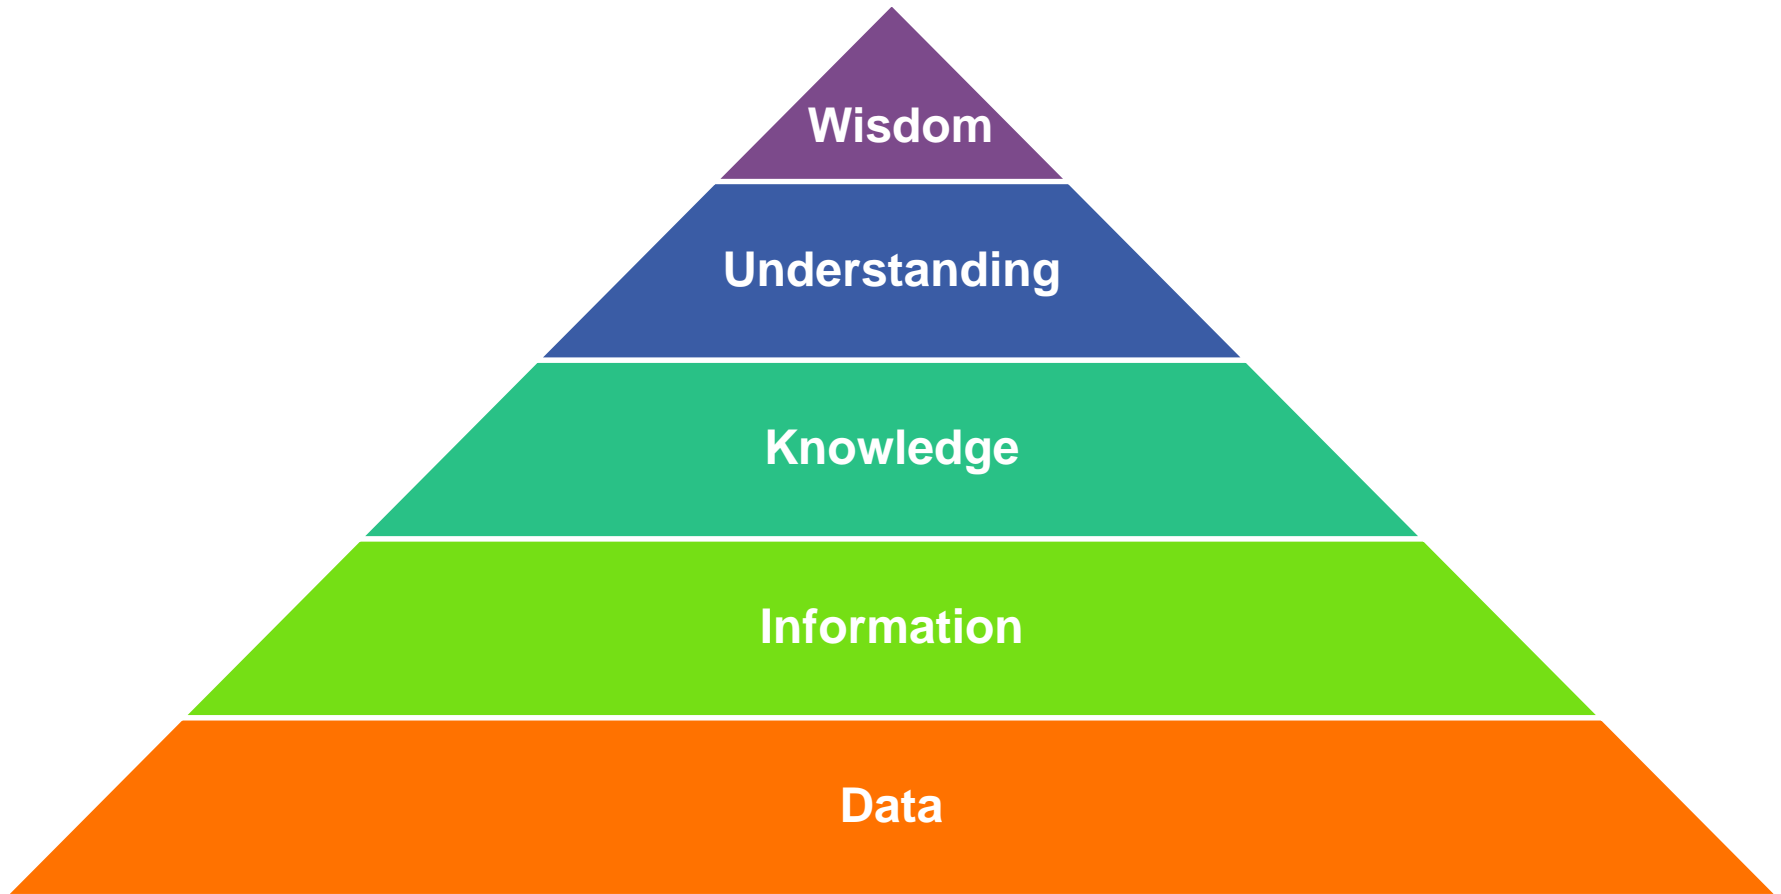 Wisdom
Understanding
Knowledge
Information
Data